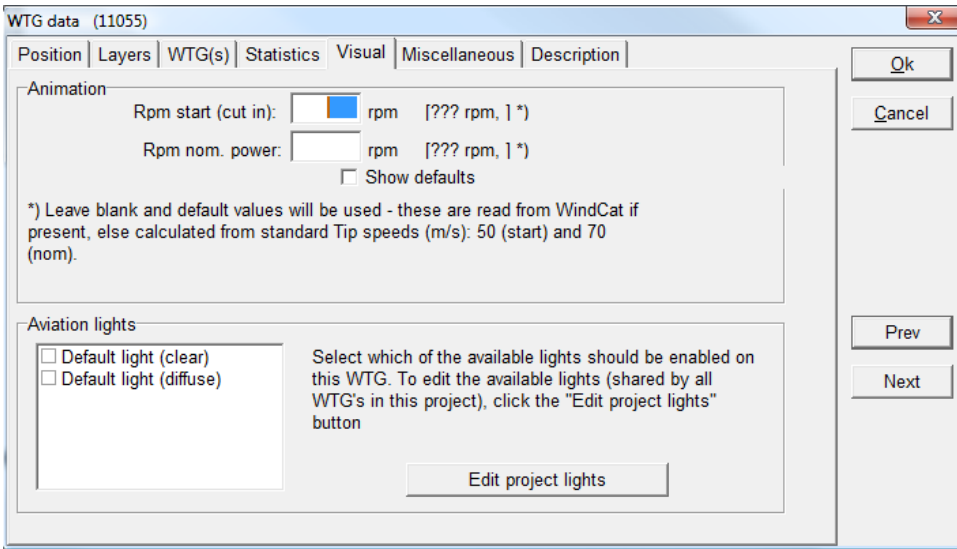 WTG data (11055)
Position Layers WTG(s) Statistics Visual Miscellaneous Description
Ok
Cancel
Animation
Rpm start (cut in): rpm [??? rpm, ] *)
Rpm nom. power: rpm [??? rpm, ] *)
Show defaults
*) Leave blank and default values will be used - these are read from WindCat if
present, else calculated from standard Tip speeds (m/s): 50 (start) and 70
(nom).
Aviation lights
Default light (clear)
Default light (diffuse)
Select which of the available lights should be enabled on
this WTG. To edit the available lights (shared by all
WTG's in this project), click the "Edit project lights"
button
Edit project lights
Prev
Next